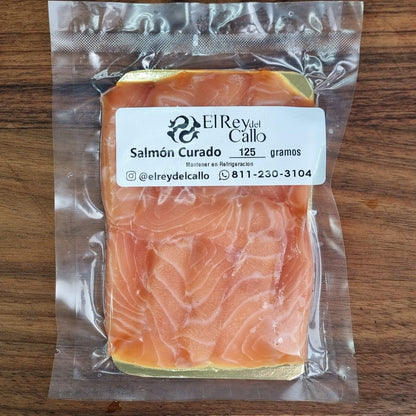 El Rey del
Callo
Salmón Curado 125 gramos
Mantener en Refrigeración
@elreydelcallo 811-230-3104